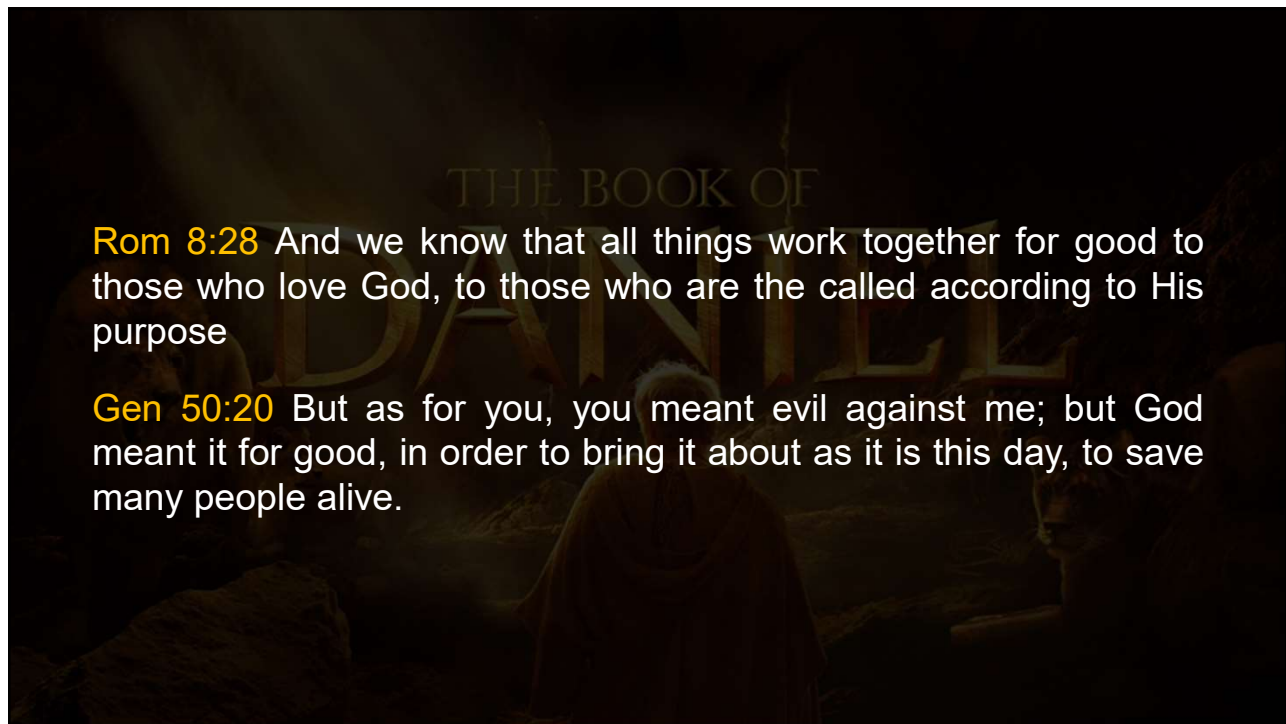 THE BOOK OF
DANIEL
Rom 8:28 And we know that all things work together for good to
those who love God, to those who are the called according to His
purpose
Gen 50:20 But as for you, you meant evil against me; but God
meant it for good, in order to bring it about as it is this day, to save
many people alive.